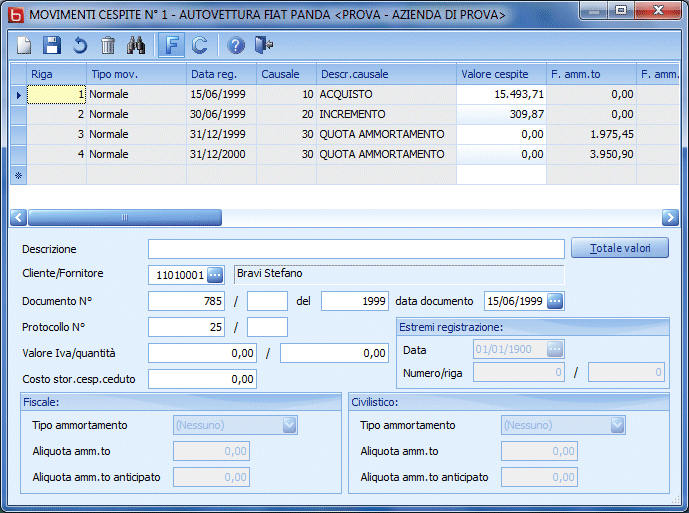 MOVIMENTI CESPITE N° 1 - AUTOVETTURA FIAT PANDA <PROVA - AZIENDA DI PROVA>
F C ?
Riga Tipo mov. Data reg. Causale Descr.causale Valore cespite F. amm.to F. amm.
1 Normale 15/06/1999 10 ACQUISTO 15.493,71 0,00
2 Normale 30/06/1999 20 INCREMENTO 309,87 0,00
3 Normale 31/12/1999 30 QUOTA AMMORTAMENTO 0,00 1.975,45
4 Normale 31/12/2000 30 QUOTA AMMORTAMENTO 0,00 3.950,90
Descrizione Totale valori
Cliente/Fornitore 11010001 ... Bravi Stefano
Documento N° 785 / del 1999 data documento 15/06/1999 ...
Protocollo N° 25 /
Estremi registrazione:
Valore Iva/quantità 0,00 / 0,00
Data 01/01/1900 ...
Numero/riga 0 / 0
Costo stor.cesp.ceduto 0,00
Fiscale: Civilistico:
Tipo ammortamento (Nessuno) Tipo ammortamento (Nessuno)
Aliquota amm.to 0,00 Aliquota amm.to 0,00
Aliquota amm.to anticipato 0,00 Aliquota amm.to anticipato 0,00